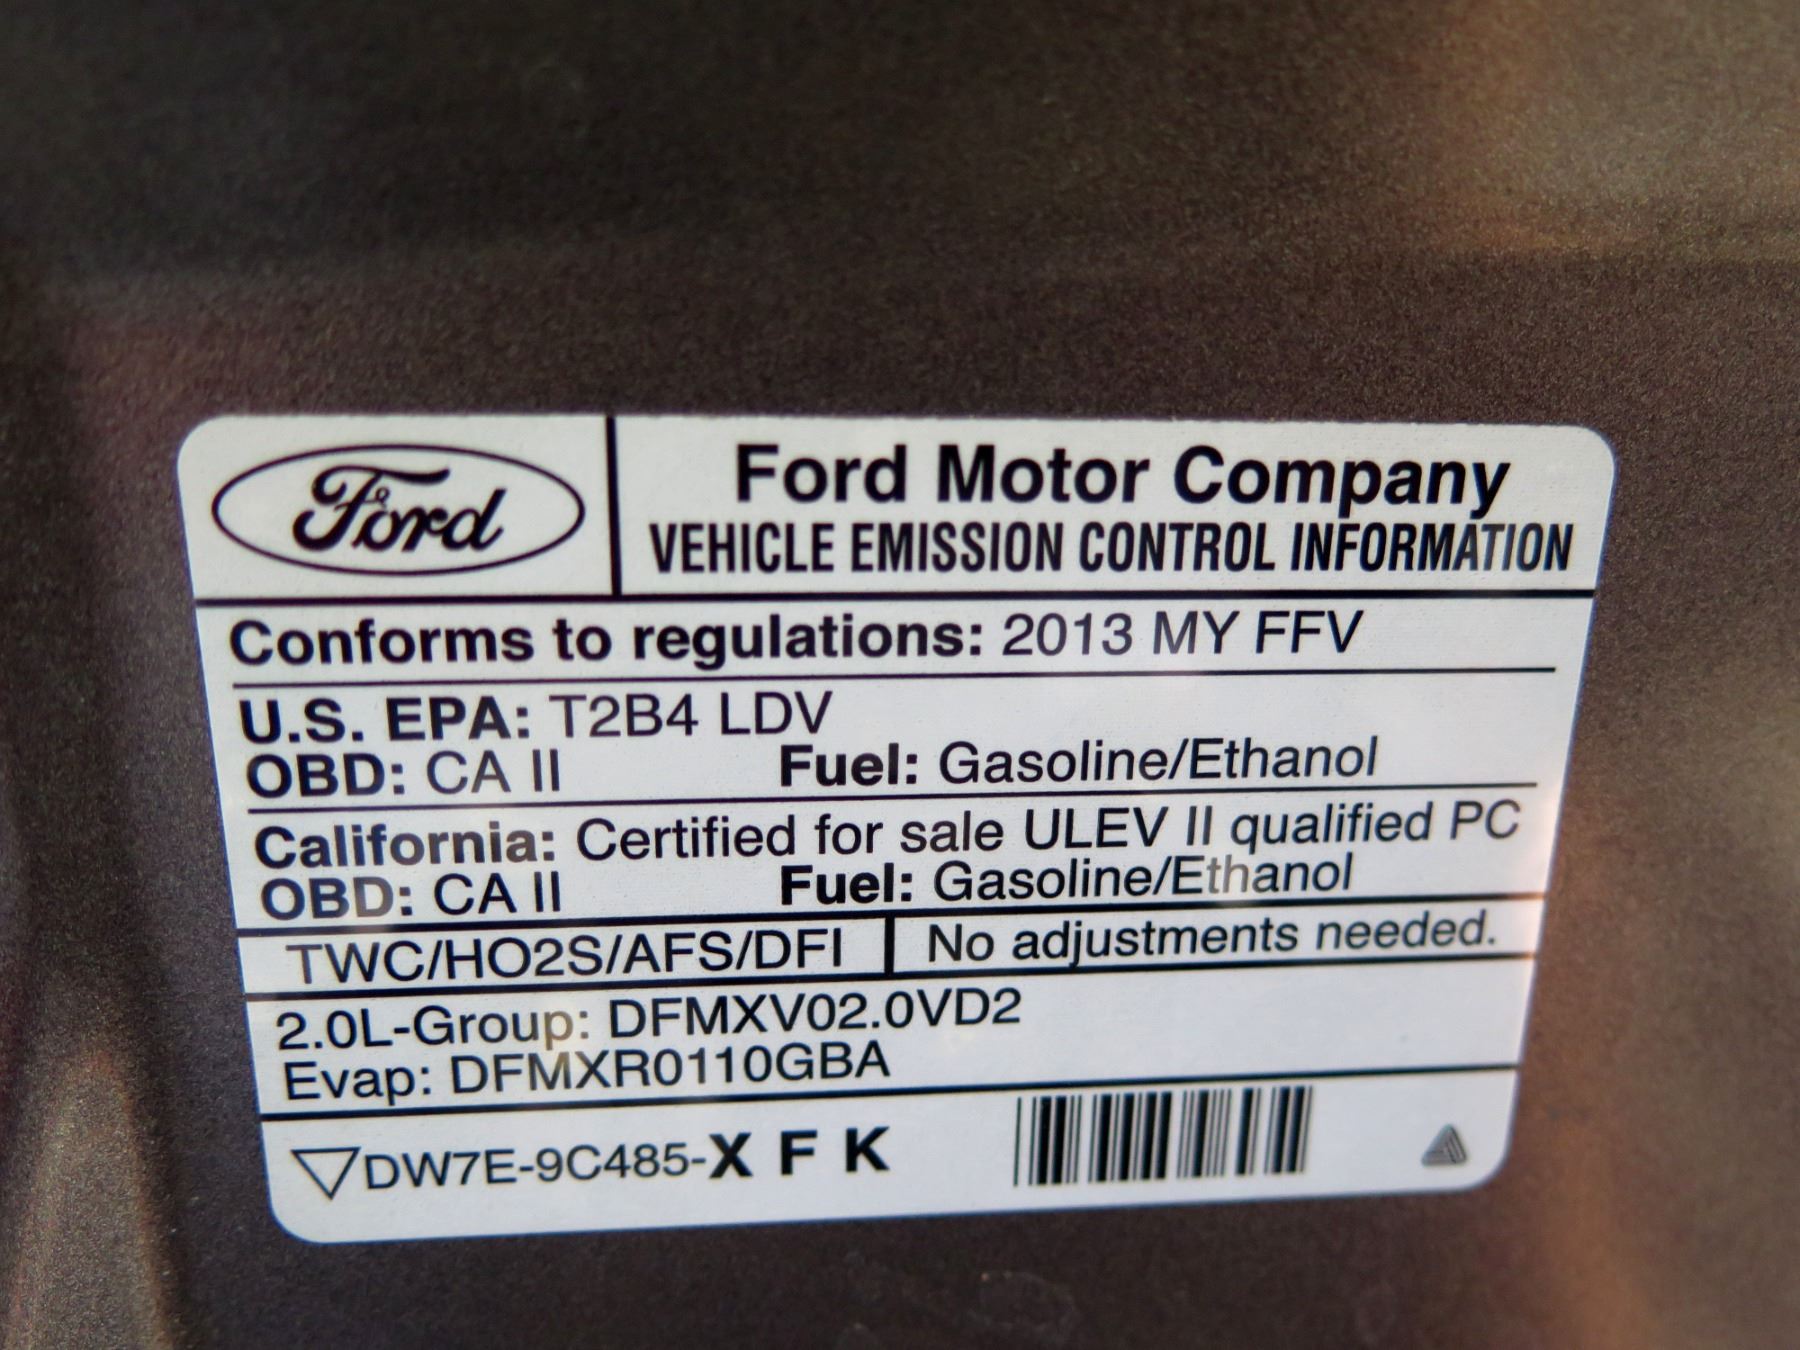 Ford
Ford Motor Company
VEHICLE EMISSION CONTROL INFORMATION
Conforms to regulations: 2013 MY FFV
U.S. EPA: T2B4 LDV
OBD: CA II Fuel: Gasoline/Ethanol
California: Certified for sale ULEV II qualified PC
OBD: CA II Fuel: Gasoline/Ethanol
TWC/HO2S/AFS/DFI No adjustments needed.
2.0L-Group: DFMXV02.0VD2
Evap: DFMXR0110GBA
DW7E-9C485-X F K